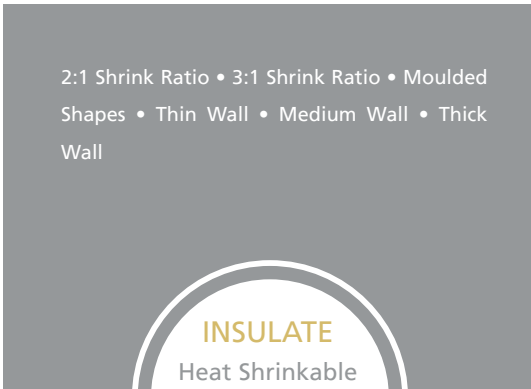 2:1 Shrink Ratio • 3:1 Shrink Ratio • Moulded
Shapes • Thin Wall • Medium Wall • Thick
Wall
INSULATE
Heat Shrinkable